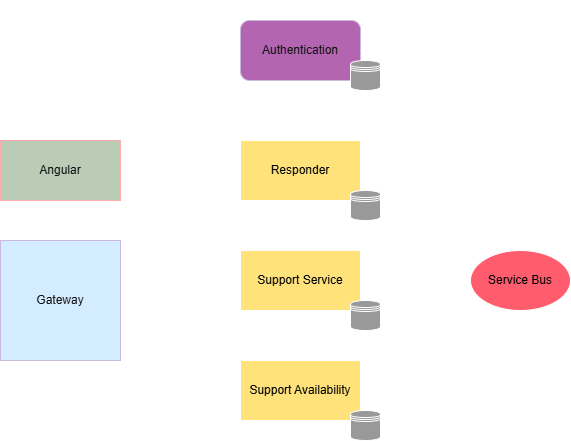 Authentication
Angular
Responder
Support Service
Service Bus
Gateway
Support Availability